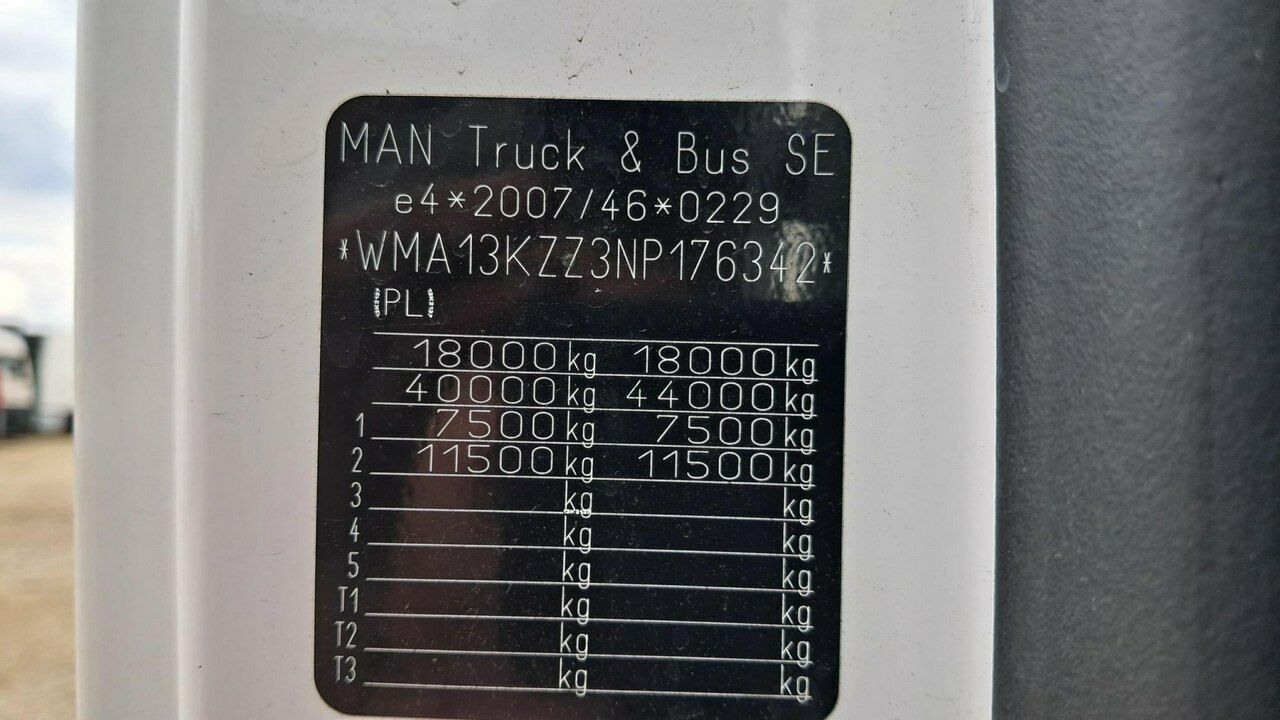 MAN Truck & Bus SE
e4*2007/46*0229
*WMA13KZZ3NP176342*
(PL)
18000 kg 18000 kg
40000 kg 44000 kg
1 7500 kg 7500 kg
2 11500 kg 11500 kg
3 kg kg
4 kg kg
5 kg kg
T1 kg kg
T2 kg kg
T3 kg kg